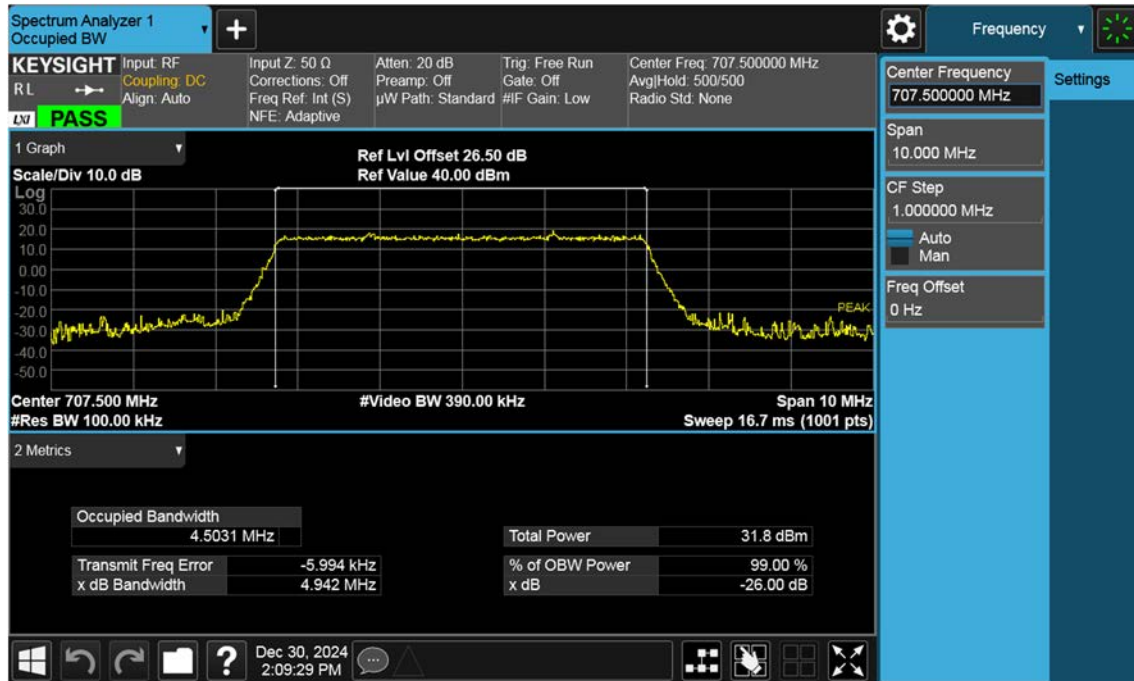 Spectrum Analyzer 1
Occupied BW
Frequency
KEYSIGHT
R L
LXI PASS
Input: RF
Coupling: DC
Align: Auto
Input Z: 50 Ω
Corrections: Off
Freq Ref: Int (S)
NFE: Adaptive
Atten: 20 dB
Preamp: Off
µW Path: Standard
Trig: Free Run
Gate: Off
#IF Gain: Low
Center Freq: 707.500000 MHz
Avg|Hold: 500/500
Radio Std: None
Center Frequency
707.500000 MHz
Settings
Span
10.000 MHz
CF Step
1.000000 MHz
Auto
Man
Freq Offset
0 Hz
1 Graph
Scale/Div 10.0 dB
Ref Lvl Offset 26.50 dB
Ref Value 40.00 dBm
Log
30.0
20.0
10.0
0.00
-10.0
-20.0
-30.0
-40.0
-50.0
PEAK
Center 707.500 MHz
#Video BW 390.00 kHz
Span 10 MHz
#Res BW 100.00 kHz
Sweep 16.7 ms (1001 pts)
2 Metrics
Occupied Bandwidth
4.5031 MHz
Total Power 31.8 dBm
Transmit Freq Error -5.994 kHz
% of OBW Power 99.00 %
x dB Bandwidth 4.942 MHz
x dB -26.00 dB
Dec 30, 2024
2:09:29 PM